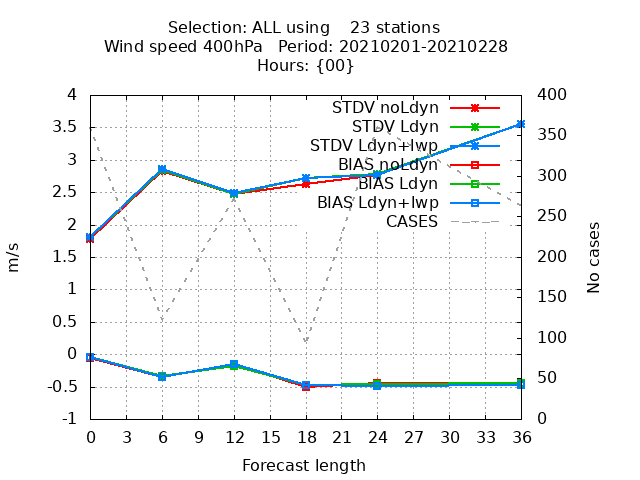 Selection: ALL using    23 stations
Wind speed 400hPa   Period: 20210201-20210228
Hours: {00}
STDV noLdyn
STDV Ldyn
STDV Ldyn+lwp
BIAS noLdyn
BIAS Ldyn
BIAS Ldyn+lwp
CASES
4
3.5
3
2.5
2
1.5
1
0.5
0
-0.5
-1
m/s
400
350
300
250
200
150
100
50
0
No cases
0 3 6 9 12 15 18 21 24 27 30 33 36
Forecast length